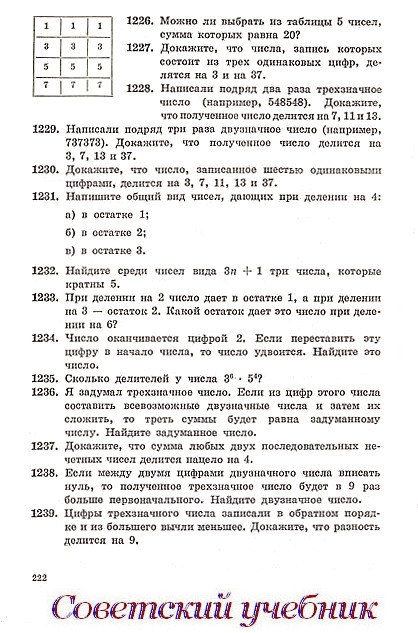 1 1 1
3 3 3
5 5 5
7 7 7
1226. Можно ли выбрать из таблицы 5 чисел,
сумма которых равна 20?
1227. Докажите, что числа, запись которых
состоит из трех одинаковых цифр, де-
лятся на 3 и на 37.
1228. Написали подряд два раза трехзначное
число (например, 548548). Докажите,
что полученное число делится на 7, 11 и 13.
1229. Написали подряд три раза двузначное число (например,
737373). Докажите, что полученное число делится на
3, 7, 13 и 37.
1230. Докажите, что число, записанное шестью одинаковыми
цифрами, делится на 3, 7, 11, 13 и 37.
1231. Напишите общий вид чисел, дающих при делении на 4:
а) в остатке 1;
б) в остатке 2;
в) в остатке 3.
1232. Найдите среди чисел вида 3n + 1 три числа, которые
кратны 5.
1233. При делении на 2 число дает в остатке 1, а при делении
на 3 — остаток 2. Какой остаток дает это число при деле-
нии на 6?
1234. Число оканчивается цифрой 2. Если переставить эту
цифру в начало числа, то число удвоится. Найдите это
число.
1235. Сколько делителей у числа 3⁶ · 5⁴?
1236. Я задумал трехзначное число. Если из цифр этого числа
составить всевозможные двузначные числа и затем их
сложить, то треть суммы будет равна задуманному
числу. Найдите задуманное число.
1237. Докажите, что сумма любых двух последовательных не-
четных чисел делится нацело на 4.
1238. Если между двумя цифрами двузначного числа вписать
нуль, то полученное трехзначное число будет в 9 раз
больше первоначального. Найдите двузначное число.
1239. Цифры трехзначного числа записали в обратном поряд-
ке и из большего вычли меньшее. Докажите, что разность
делится на 9.
222
Советский учебник